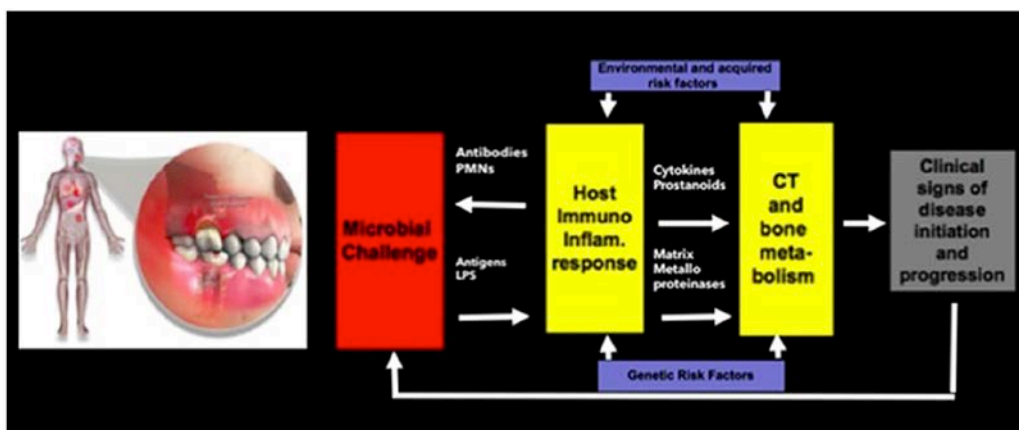 Environmental and acquired
risk factors
Microbial
Challenge
Antibodies
PMNs
Antigens
LPS
Host
Immuno
Inflam.
response
Cytokines
Prostanoids
Matrix
Metallo
proteinases
CT
and
bone
meta-
bolism
Clinical
signs of
disease
initiation
and
progression
Genetic Risk Factors